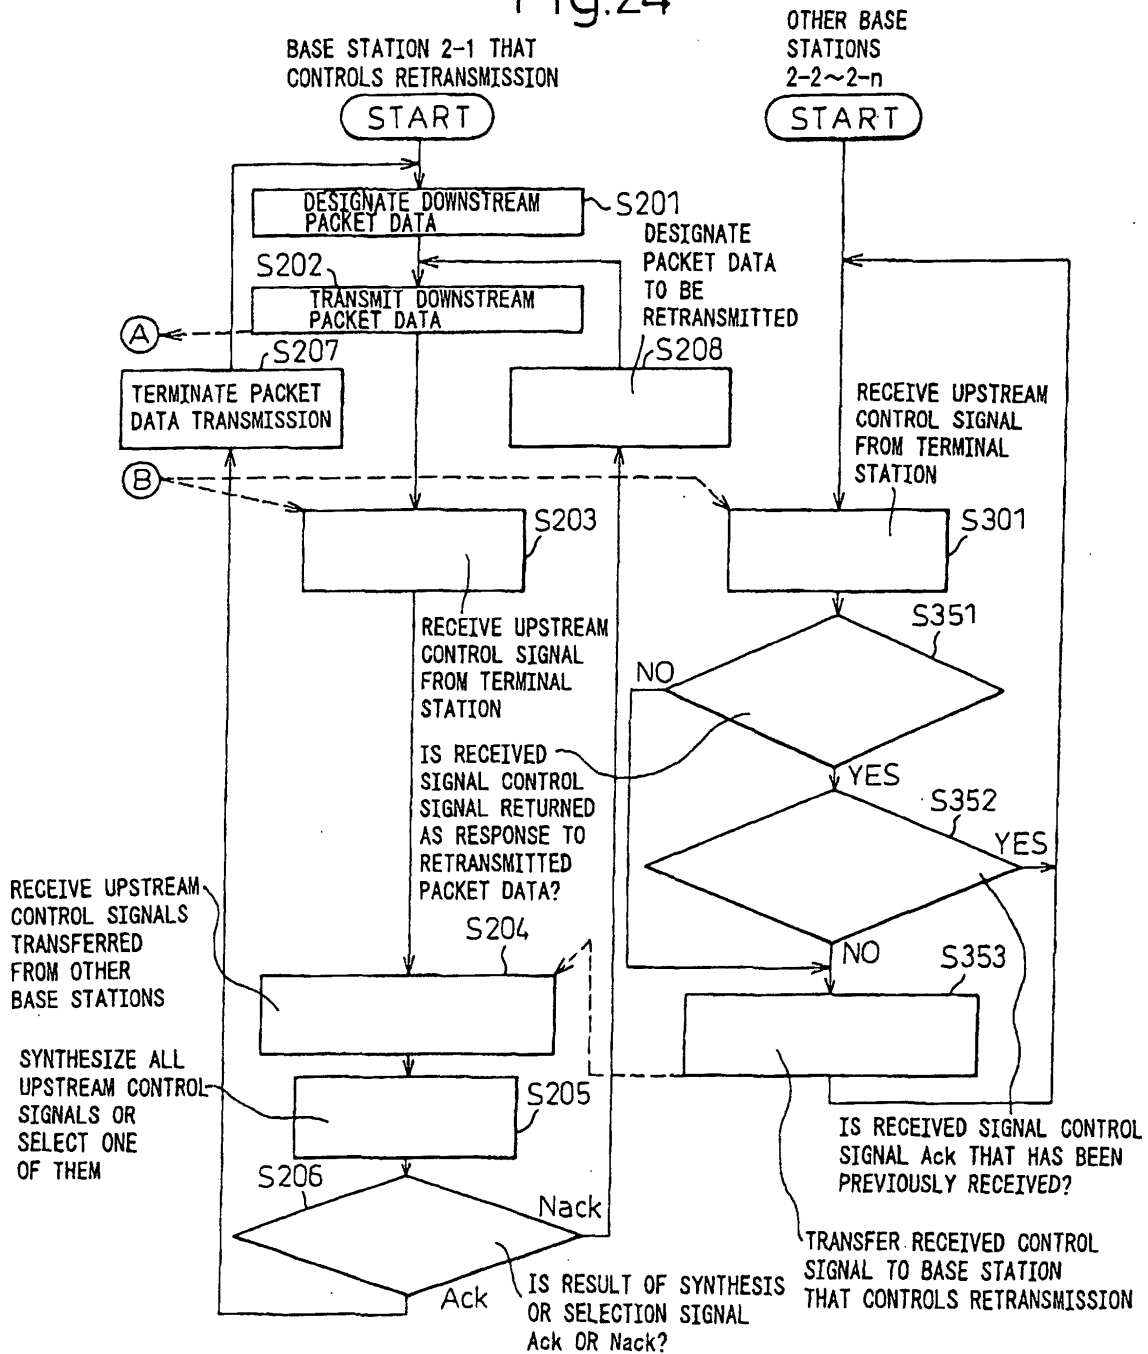 Fig.24
BASE STATION 2-1 THAT
CONTROLS RETRANSMISSION
START
OTHER BASE
STATIONS
2-2~2-n
START
DESIGNATE DOWNSTREAM
PACKET DATA
S201
DESIGNATE
PACKET DATA
TO BE
RETRANSMITTED
S202
TRANSMIT DOWNSTREAM
PACKET DATA
A
S207
TERMINATE PACKET
DATA TRANSMISSION
S208
RECEIVE UPSTREAM
CONTROL SIGNAL
FROM TERMINAL
STATION
B
S203
S301
RECEIVE UPSTREAM
CONTROL SIGNAL
FROM TERMINAL
STATION
S351
NO
YES
IS RECEIVED
SIGNAL CONTROL
SIGNAL RETURNED
AS RESPONSE TO
RETRANSMITTED
PACKET DATA?
S352
YES
NO
RECEIVE UPSTREAM
CONTROL SIGNALS
TRANSFERRED
FROM OTHER
BASE STATIONS
S204
S353
SYNTHESIZE ALL
UPSTREAM CONTROL
SIGNALS OR
SELECT ONE
OF THEM
S205
IS RECEIVED SIGNAL CONTROL
SIGNAL Ack THAT HAS BEEN
PREVIOUSLY RECEIVED?
S206
Nack
Ack
IS RESULT OF SYNTHESIS
OR SELECTION SIGNAL
Ack OR Nack?
TRANSFER RECEIVED CONTROL
SIGNAL TO BASE STATION
THAT CONTROLS RETRANSMISSION